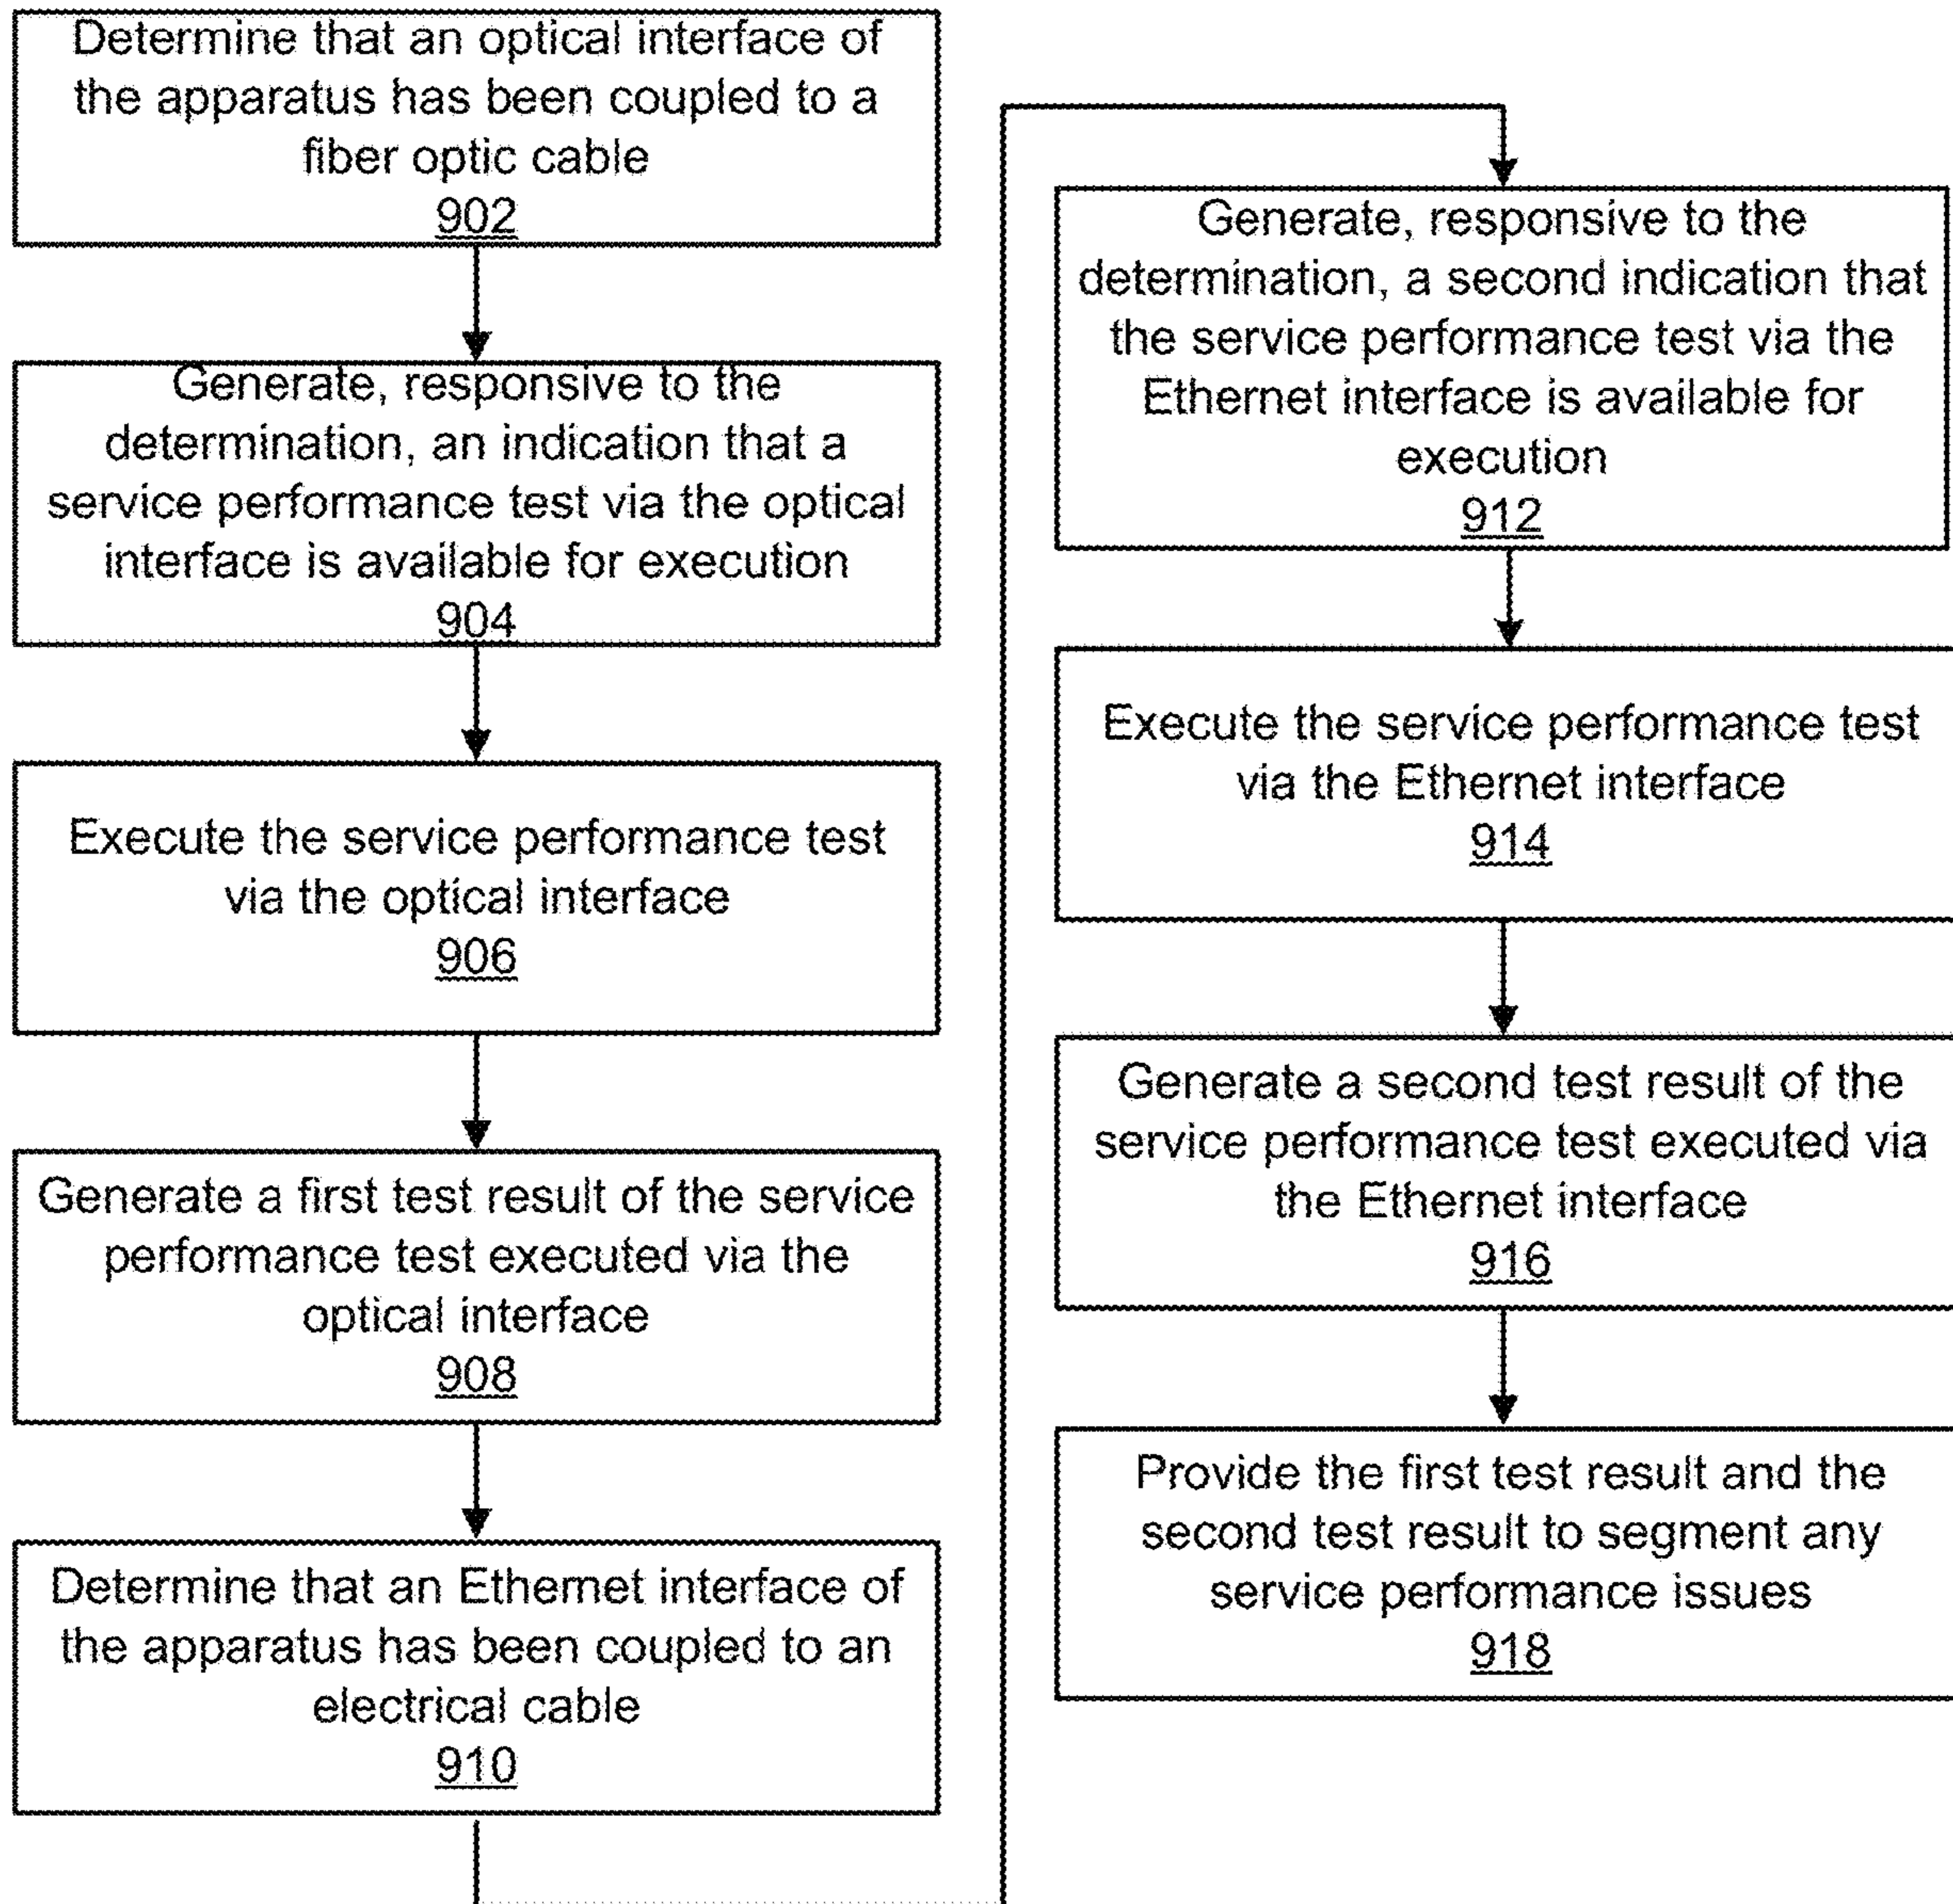 Determine that an optical interface of
the apparatus has been coupled to a
fiber optic cable
902
Generate, responsive to the
determination, an indication that a
service performance test via the optical
interface is available for execution
904
Execute the service performance test
via the optical interface
906
Generate a first test result of the service
performance test executed via the
optical interface
908
Determine that an Ethernet interface of
the apparatus has been coupled to an
electrical cable
910
Generate, responsive to the
determination, a second indication that
the service performance test via the
Ethernet interface is available for
execution
912
Execute the service performance test
via the Ethernet interface
914
Generate a second test result of the
service performance test executed via
the Ethernet interface
916
Provide the first test result and the
second test result to segment any
service performance issues
918